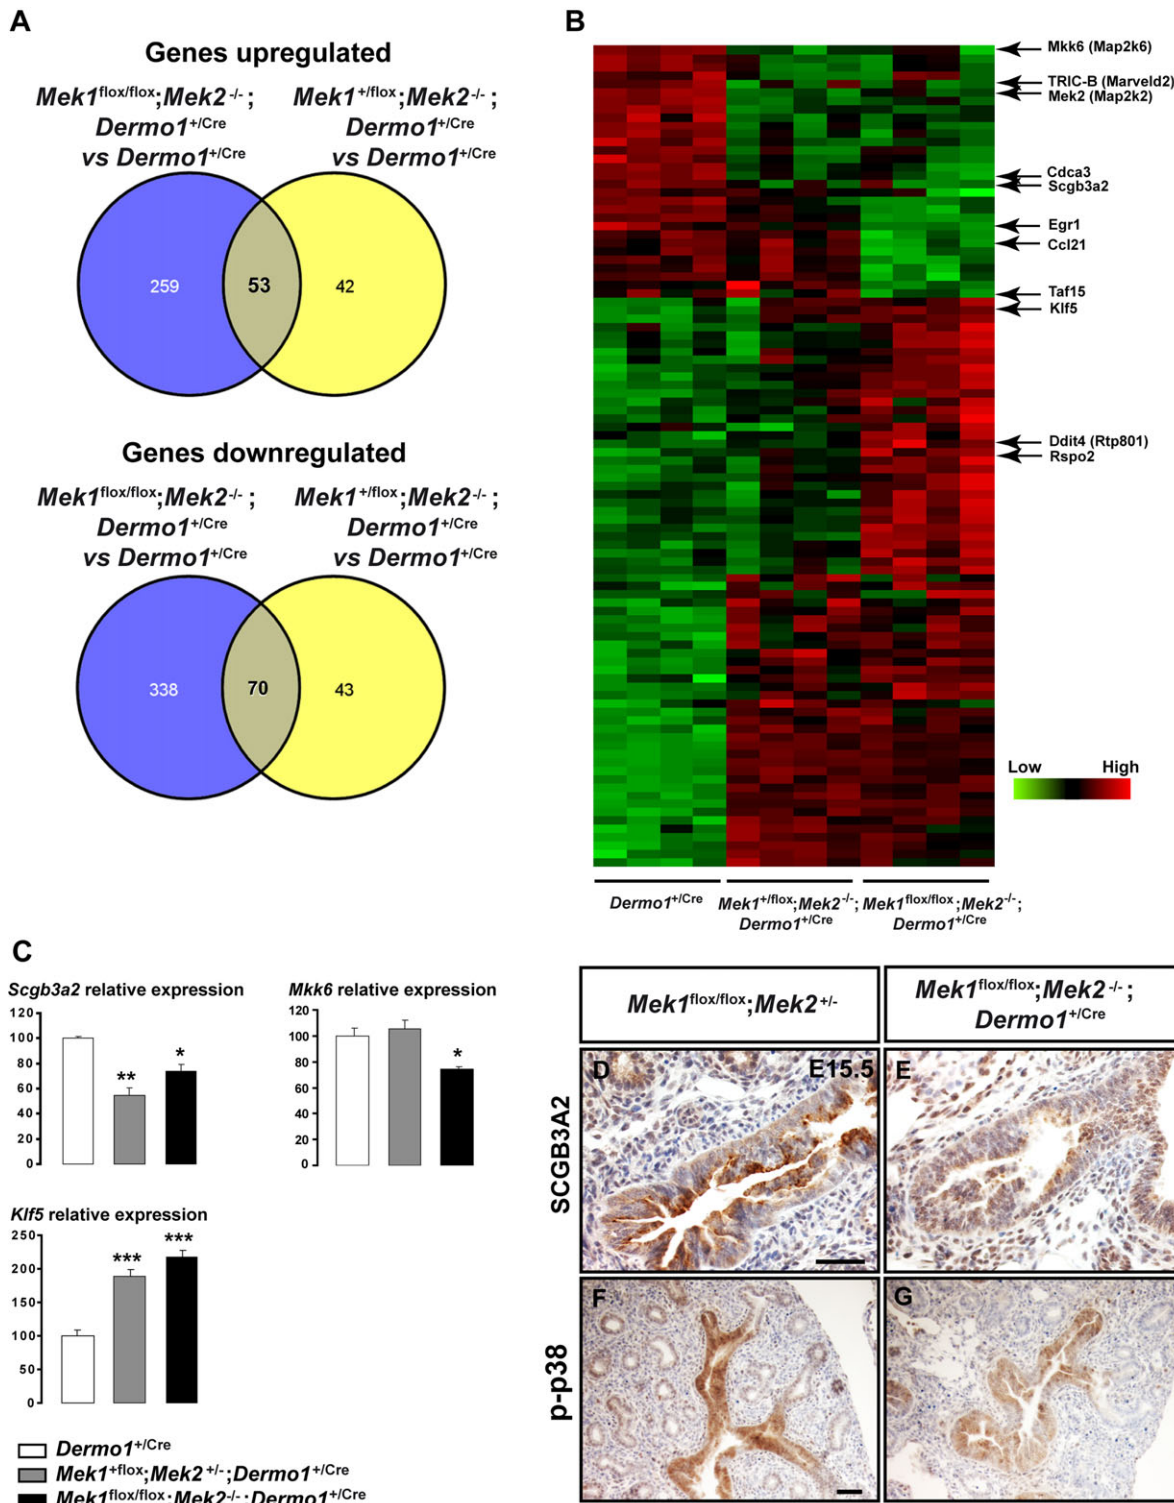 A
Genes upregulated
Mek1flox/flox;Mek2-/-; Mek1+/flox;Mek2-/-;
Dermo1+/Cre Dermo1+/Cre
vs Dermo1+/Cre vs Dermo1+/Cre
259 53 42
Genes downregulated
Mek1flox/flox;Mek2-/-; Mek1+/flox;Mek2-/-;
Dermo1+/Cre Dermo1+/Cre
vs Dermo1+/Cre vs Dermo1+/Cre
338 70 43
B
Mkk6 (Map2k6)
TRIC-B (Marveld2)
Mek2 (Map2k2)
Cdca3
Scgb3a2
Egr1
Ccl21
Taf15
Klf5
Ddit4 (Rtp801)
Rspo2
Low High
Dermo1+/Cre Mek1+/flox;Mek2-/-; Mek1flox/flox;Mek2-/-;
Dermo1+/Cre Dermo1+/Cre
C
Scgb3a2 relative expression
120
100
80
60
40
20
0
** *
Mkk6 relative expression
120
100
80
60
40
20
0
*
Klf5 relative expression
250
200
150
100
50
0
*** ***
Dermo1+/Cre
Mek1+flox;Mek2+/-;Dermo1+/Cre
Mek1flox/flox;Mek2-/-;Dermo1+/Cre
Mek1flox/flox;Mek2+/- Mek1flox/flox;Mek2-/-;
Dermo1+/Cre
SCGB3A2
D E15.5 E
p-p38
F G